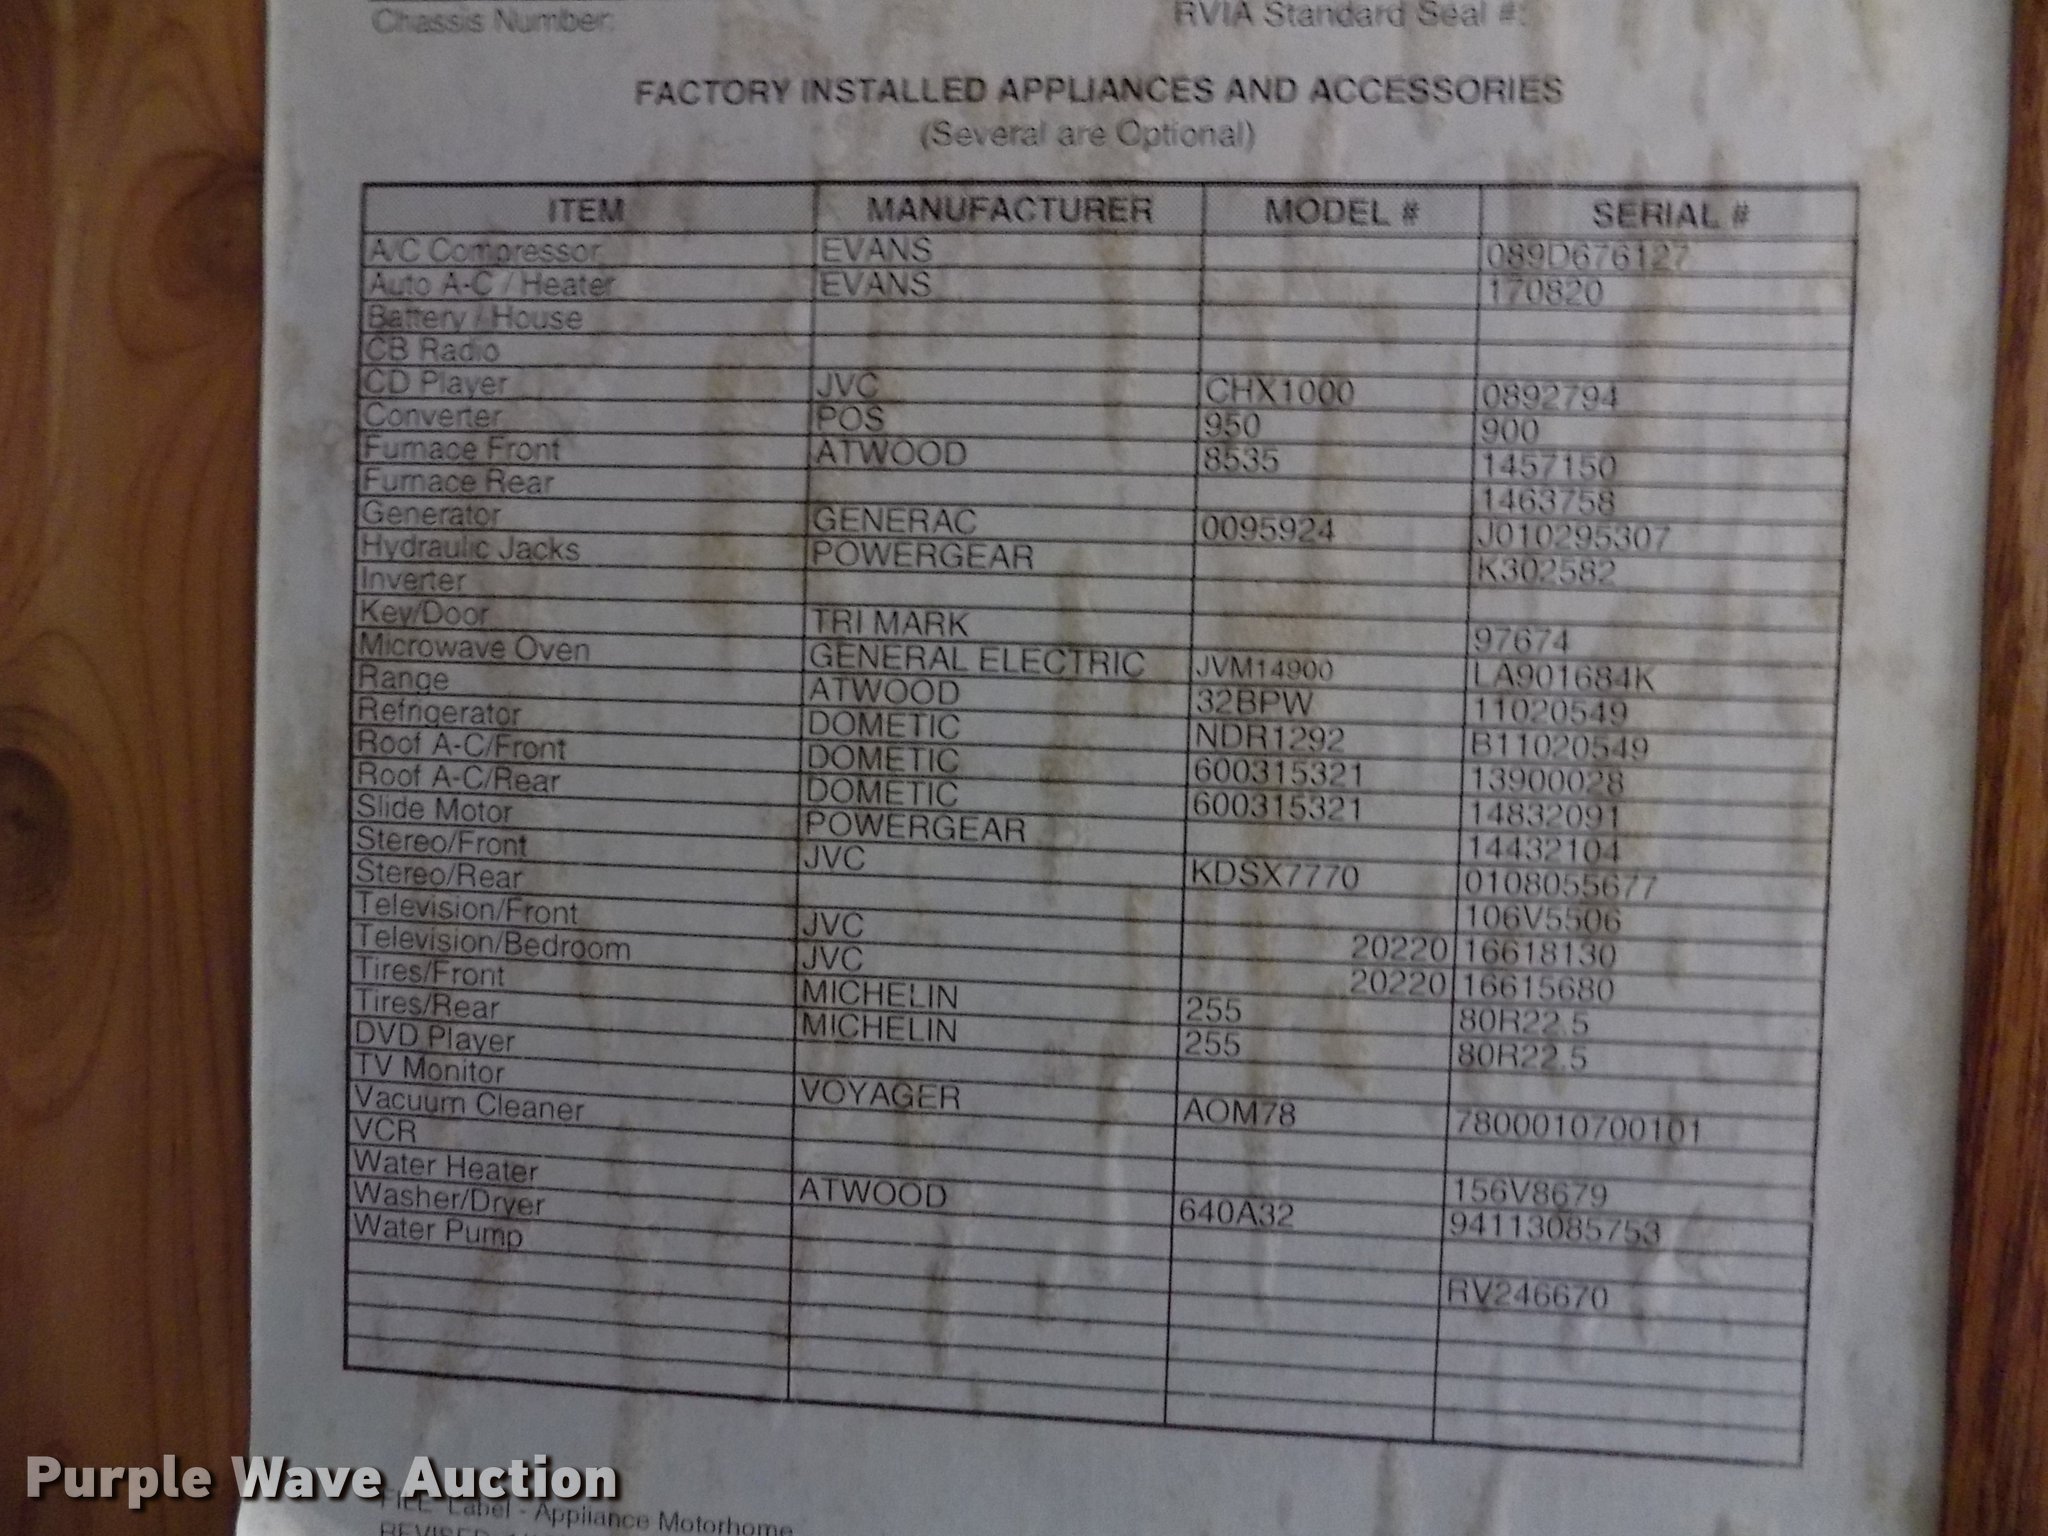 Chassis Number: RVIA Standard Seal #:
FACTORY INSTALLED APPLIANCES AND ACCESSORIES
(Several are Optional)
ITEM MANUFACTURER MODEL # SERIAL #
A/C Compressor EVANS 089D676127
Auto A-C / Heater EVANS 170820
Battery / House
CB Radio
CD Player JVC CHX1000 0892794
Converter POS 950 900
Furnace Front ATWOOD 8535 1457150
Furnace Rear 1463758
Generator GENERAC 0095924 J010295307
Hydraulic Jacks POWERGEAR K302582
Inverter
Key/Door TRI MARK 97674
Microwave Oven GENERAL ELECTRIC JVM14900 LA901684K
Range ATWOOD 32BPW 11020549
Refrigerator DOMETIC NDR1292 B11020549
Roof A-C/Front DOMETIC 600315321 13900028
Roof A-C/Rear DOMETIC 600315321 14832091
Slide Motor POWERGEAR 14432104
Stereo/Front JVC KDSX7770 0108055677
Stereo/Rear 106V5506
Television/Front JVC 20220 16618130
Television/Bedroom JVC 20220 16615680
Tires/Front MICHELIN 255 80R22.5
Tires/Rear MICHELIN 255 80R22.5
DVD Player
TV Monitor VOYAGER AOM78 7800010700101
Vacuum Cleaner
VCR 156V8679
Water Heater ATWOOD 640A32 94113085753
Washer/Dryer
Water Pump RV246670
FILE: Label - Appliance Motorhome
REVISED
Purple Wave Auction